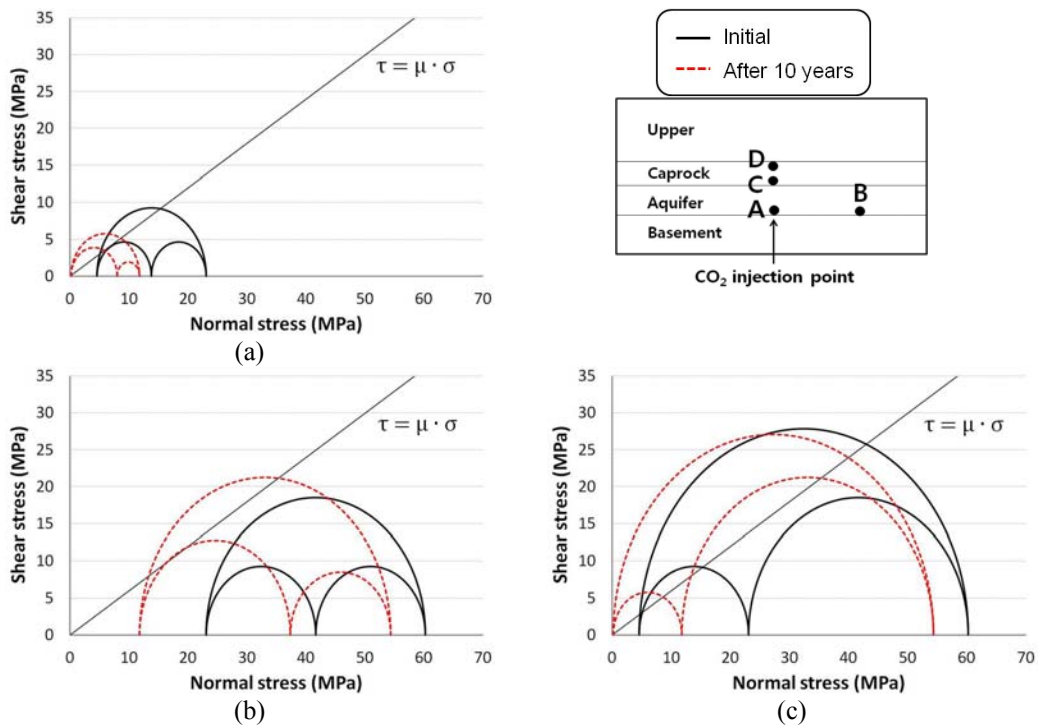 35
30
25
20
15
10
5
0
Shear stress (MPa)
τ = μ · σ
0 10 20 30 40 50 60 70
Normal stress (MPa)
(a)
Initial
After 10 years
Upper
Caprock
Aquifer
Basement
D
C
A
B
CO₂ injection point
35
30
25
20
15
10
5
0
Shear stress (MPa)
τ = μ · σ
0 10 20 30 40 50 60 70
Normal stress (MPa)
(b)
35
30
25
20
15
10
5
0
Shear stress (MPa)
τ = μ · σ
0 10 20 30 40 50 60 70
Normal stress (MPa)
(c)